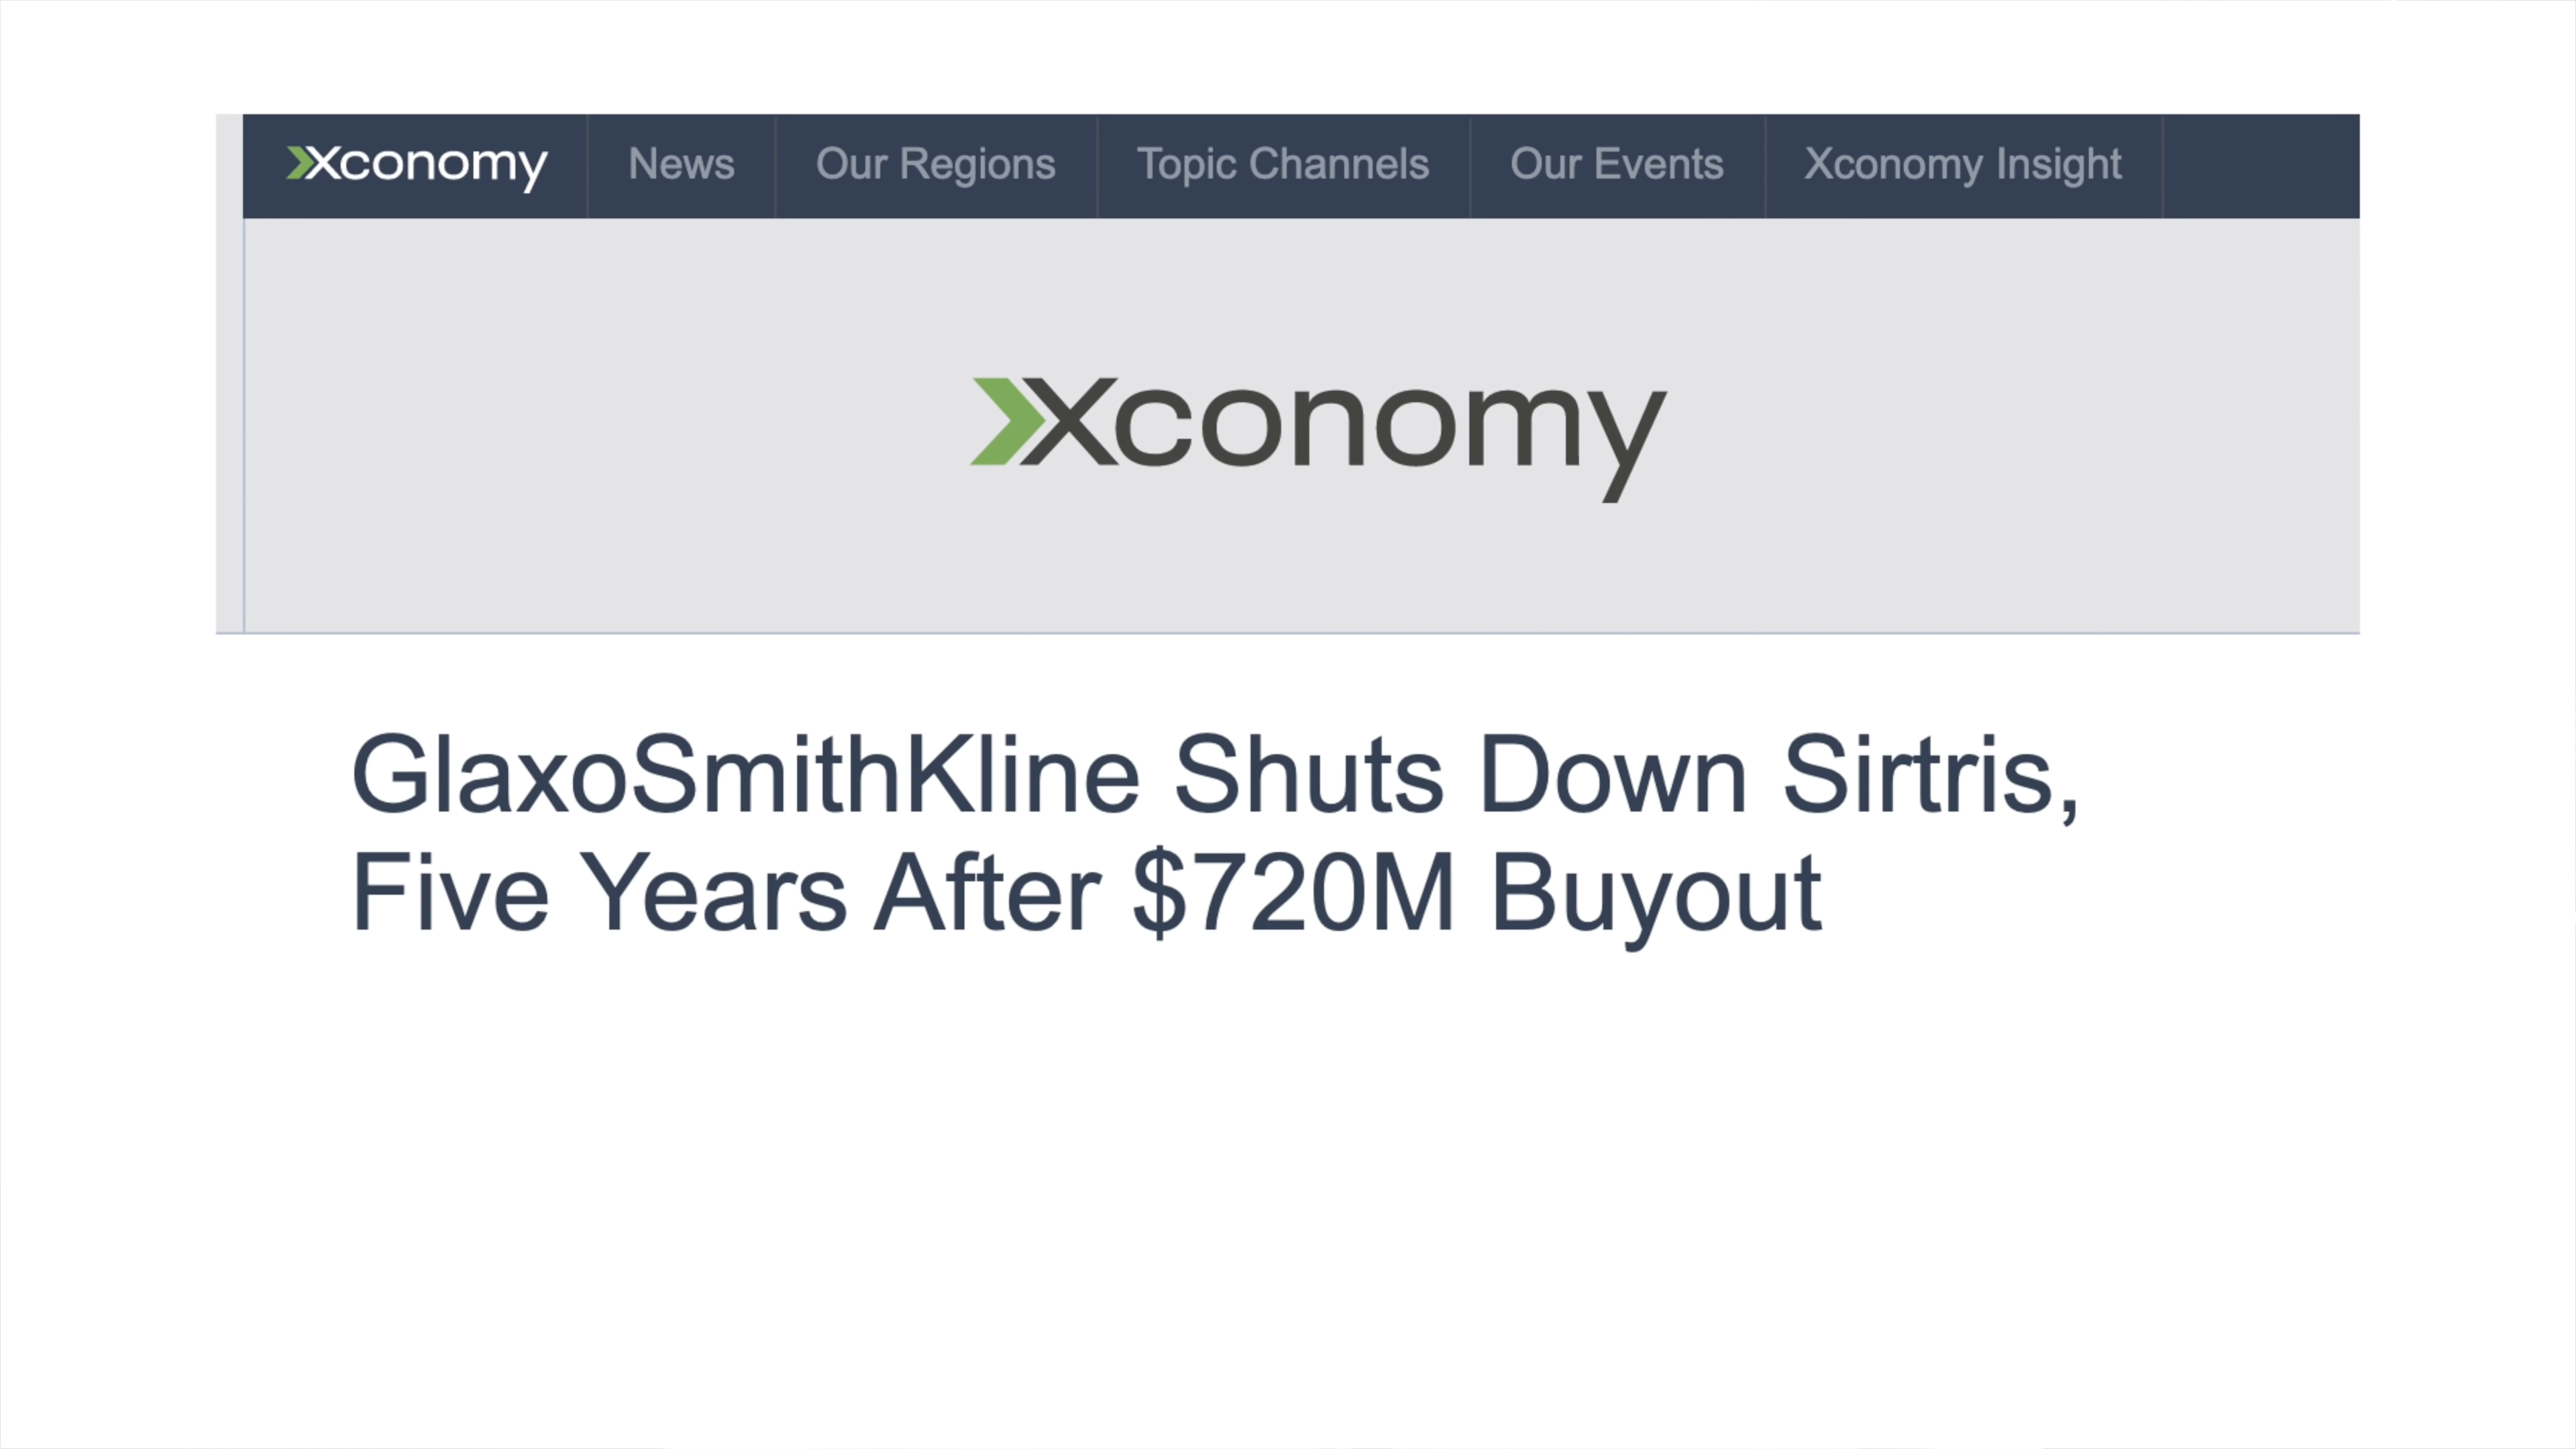 Xconomy News Our Regions Topic Channels Our Events Xconomy Insight
Xconomy
GlaxoSmithKline Shuts Down Sirtris,
Five Years After $720M Buyout